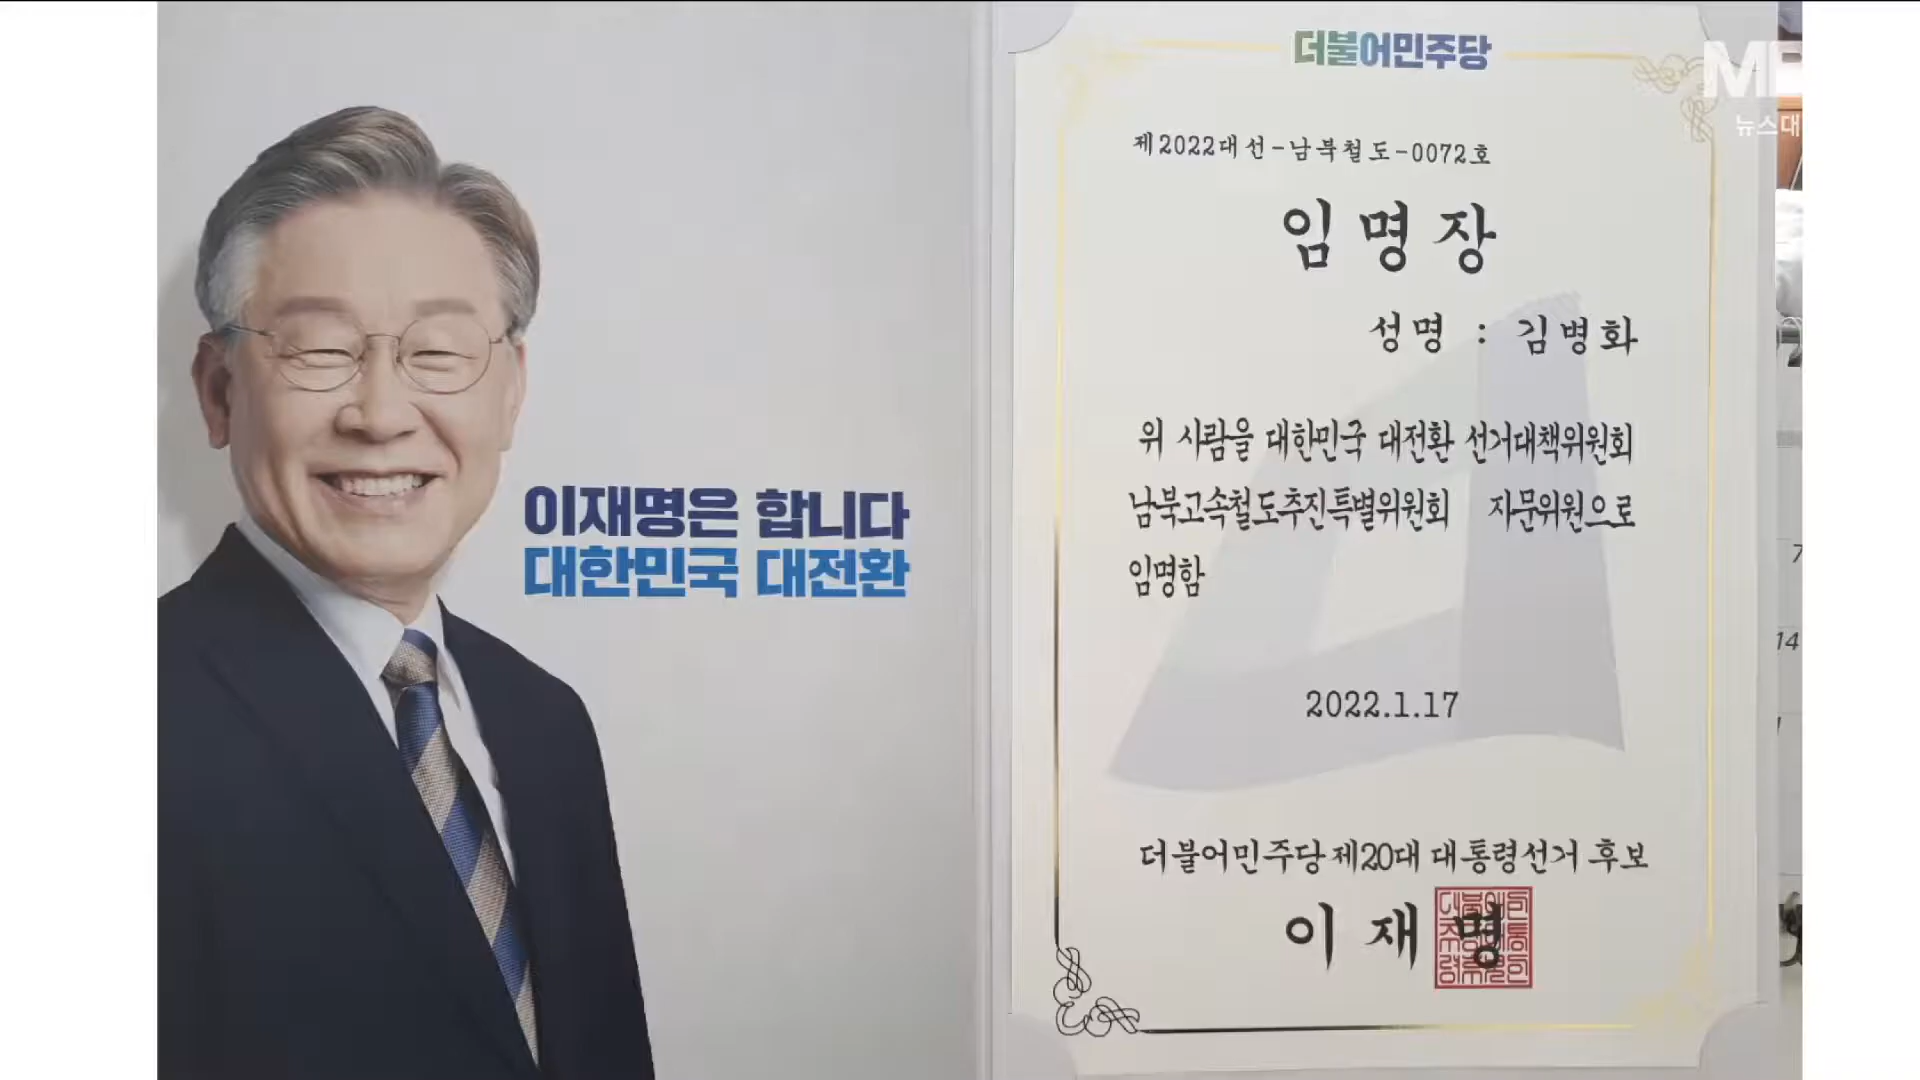 이재명은 합니다
대한민국 대전환
더불어민주당
제2022대선-남북철도-0072호
임명장
성명 : 김병화
위 사람을 대한민국 대전환 선거대책위원회
남북고속철도추진특별위원회 자문위원으로
임명함
2022.1.17
더불어민주당제20대 대통령선거 후보
이재명
뉴스대
7
14